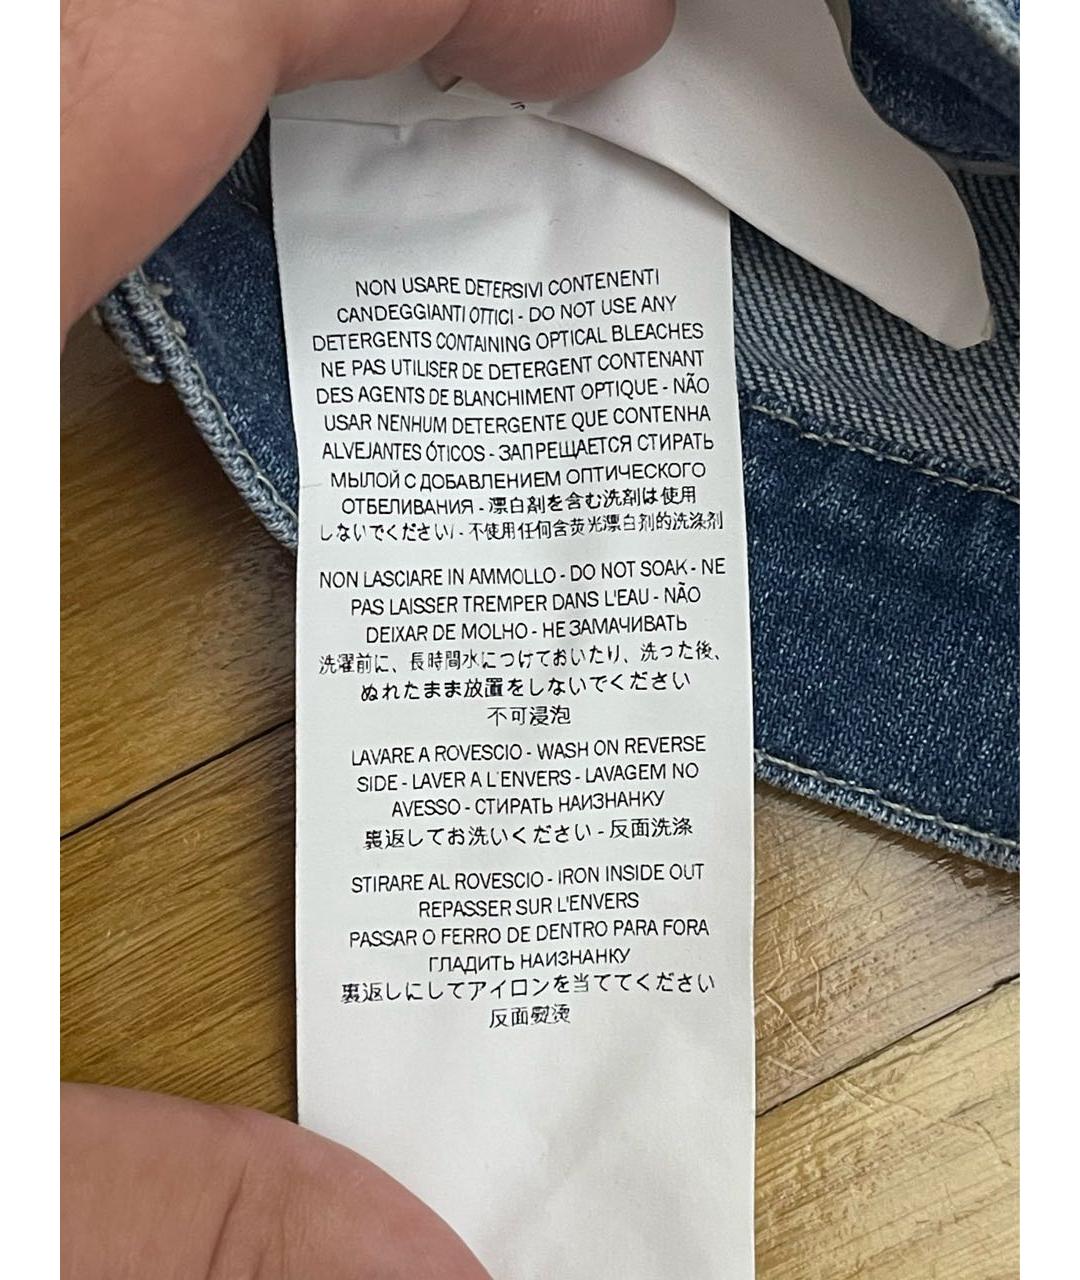 NON USARE DETERSIVI CONTENENTI
CANDEGGIANTI OTTICI - DO NOT USE ANY
DETERGENTS CONTAINING OPTICAL BLEACHES
NE PAS UTILISER DE DETERGENT CONTENANT
DES AGENTS DE BLANCHIMENT OPTIQUE - NÃO
USAR NENHUM DETERGENTE QUE CONTENHA
ALVEJANTES ÓTICOS - ЗАПРЕЩАЕТСЯ СТИРАТЬ
МЫЛОЙ С ДОБАВЛЕНИЕМ ОПТИЧЕСКОГО
ОТБЕЛИВАНИЯ - 漂白剤を含む洗剤は使用
しないでください/ - 不使用任何含荧光漂白剂的洗涤剂
NON LASCIARE IN AMMOLLO - DO NOT SOAK - NE
PAS LAISSER TREMPER DANS L'EAU - NÃO
DEIXAR DE MOLHO - НЕ ЗАМАЧИВАТЬ
洗濯前に、長時間水につけておいたり、洗った後、
ぬれたまま放置をしないでください
不可浸泡
LAVARE A ROVESCIO - WASH ON REVERSE
SIDE - LAVER A L'ENVERS - LAVAGEM NO
AVESSO - СТИРАТЬ НАИЗНАНКУ
裏返してお洗いください - 反面洗涤
STIRARE AL ROVESCIO - IRON INSIDE OUT
REPASSER SUR L'ENVERS
PASSAR O FERRO DE DENTRO PARA FORA
ГЛАДИТЬ НАИЗНАНКУ
裏返しにしてアイロンを当ててください
反面熨烫